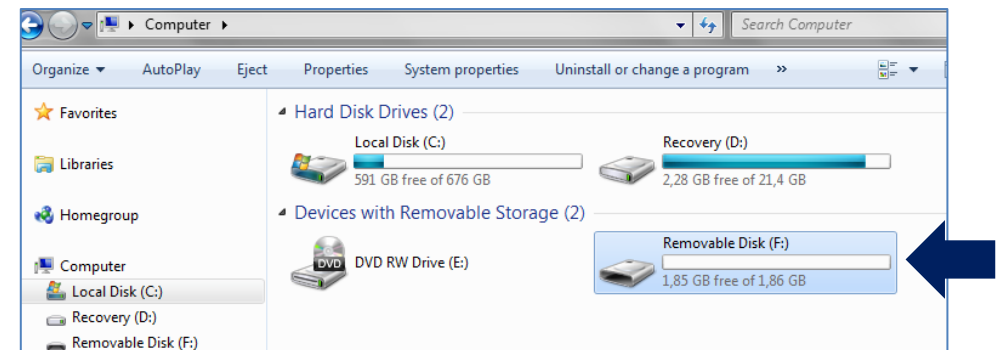 Computer
Search Computer
Organize AutoPlay Eject Properties System properties Uninstall or change a program »
Favorites
Libraries
Homegroup
Computer
Local Disk (C:)
Recovery (D:)
Removable Disk (F:)
Hard Disk Drives (2)
Local Disk (C:)
591 GB free of 676 GB
Recovery (D:)
2,28 GB free of 21,4 GB
Devices with Removable Storage (2)
DVD
DVD RW Drive (E:)
Removable Disk (F:)
1,85 GB free of 1,86 GB